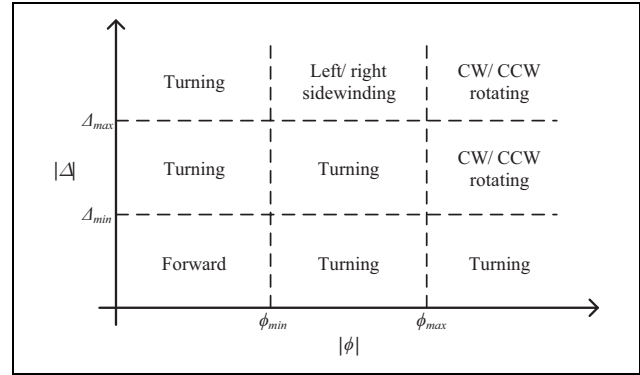 Turning
Left/ right
sidewinding
CW/ CCW
rotating
Δmax
|Δ|
Turning
Turning
CW/ CCW
rotating
Δmin
Forward
Turning
Turning
ϕmin
ϕmax
|ϕ|